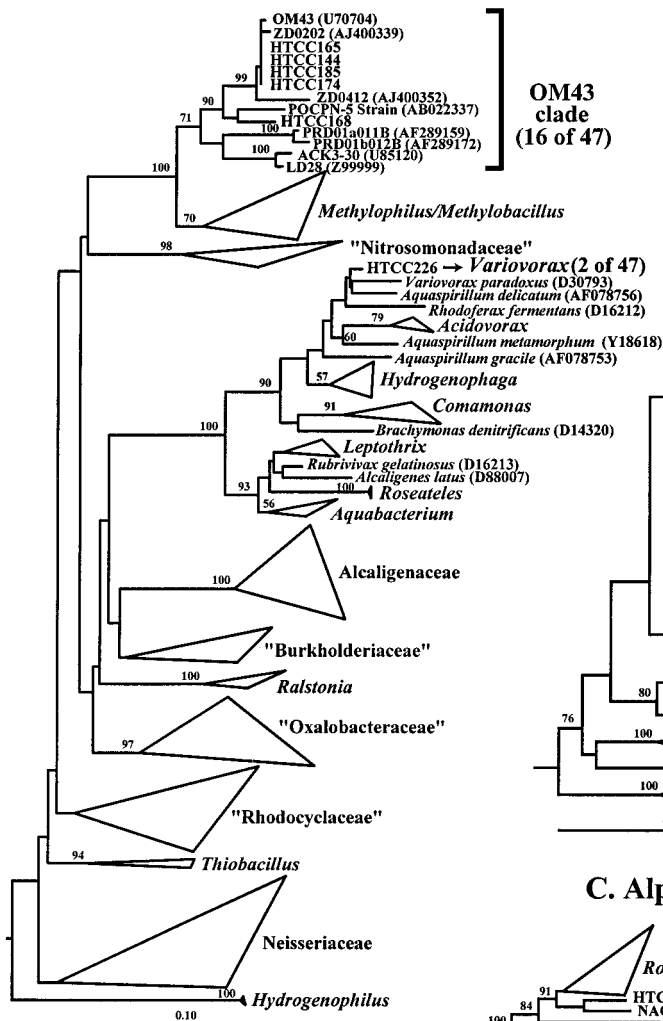 OM43 (U70704)
ZD0202 (AJ400339)
HTCC165
HTCC144
HTCC185
HTCC174
99
ZD0412 (AJ400352)
90
POCPN-5 Strain (AB022337)
HTCC168
71
100
PRD01a011B (AF289159)
PRD01b012B (AF289172)
100
ACK3-30 (U85120)
LD28 (Z99999)
OM43
clade
(16 of 47)
100
70
Methylophilus/Methylobacillus
98
"Nitrosomonadaceae"
HTCC226 → Variovorax (2 of 47)
Variovorax paradoxus (D30793)
Aquaspirillum delicatum (AF078756)
Rhodoferax fermentans (D16212)
79
Acidovorax
60
Aquaspirillum metamorphum (Y18618)
Aquaspirillum gracile (AF078753)
57
Hydrogenophaga
90
91
Comamonas
Brachymonas denitrificans (D14320)
100
Leptothrix
Rubrivivax gelatinosus (D16213)
Alcaligenes latus (D88007)
93
100
Roseateles
56
Aquabacterium
100
Alcaligenaceae
"Burkholderiaceae"
100
Ralstonia
97
"Oxalobacteraceae"
"Rhodocyclaceae"
94
Thiobacillus
Neisseriaceae
100
Hydrogenophilus
0.10
80
76
100
100
C. Alp
Ro
91
HTC
84
NAC
100